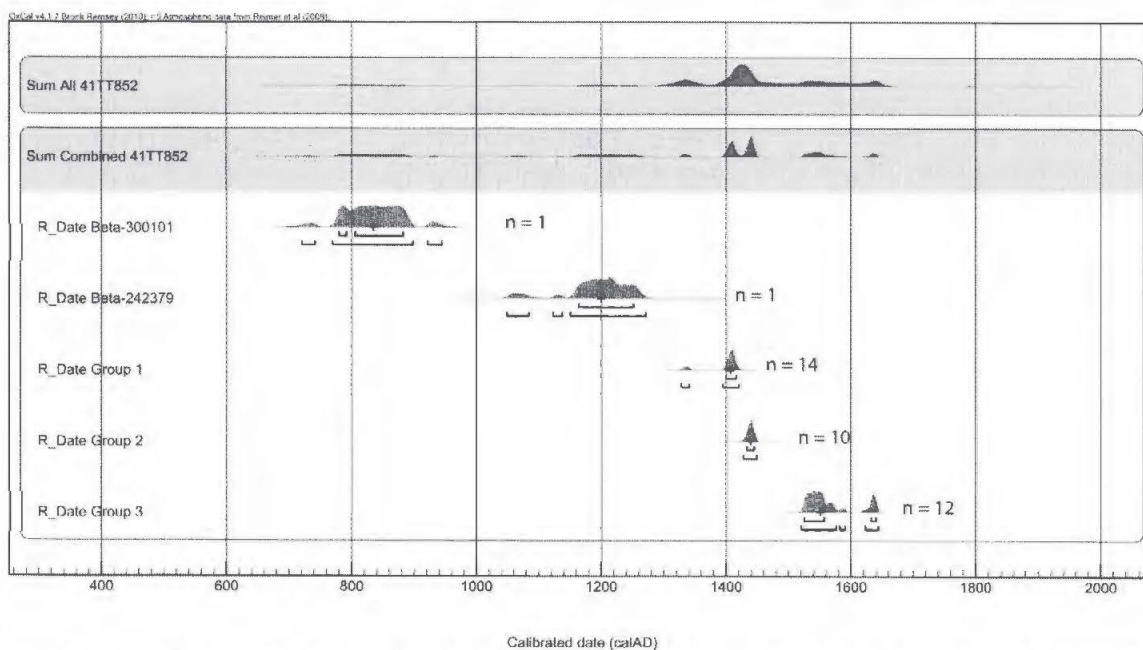 OxCal v4.1.7 Bronk Ramsey (2010); r:5 Atmospheric data from Reimer et al (2009);
Sum All 41TT852
Sum Combined 41TT852
R_Date Beta-300101
n = 1
R_Date Beta-242379
n = 1
R_Date Group 1
n = 14
R_Date Group 2
n = 10
R_Date Group 3
n = 12
400 600 800 1000 1200 1400 1600 1800 2000
Calibrated date (calAD)